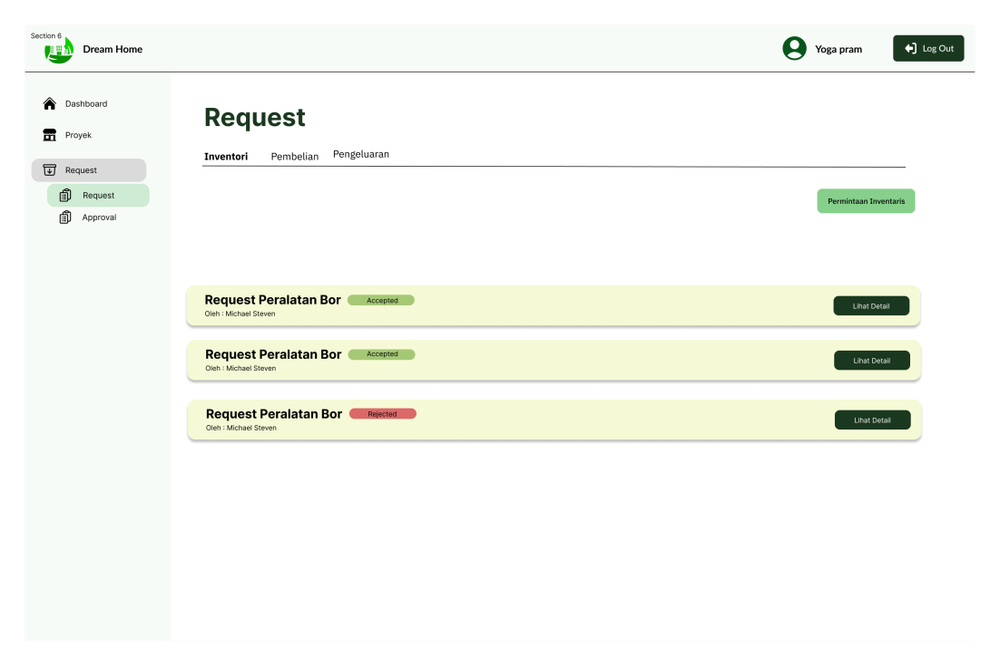 Section 6
Dream Home
Yoga pram
Log Out
Dashboard
Proyek
Request
Request
Approval
Request
Inventori Pembelian Pengeluaran
Permintaan Inventaris
Request Peralatan Bor Accepted
Oleh : Michael Steven
Lihat Detail
Request Peralatan Bor Accepted
Oleh : Michael Steven
Lihat Detail
Request Peralatan Bor Rejected
Oleh : Michael Steven
Lihat Detail